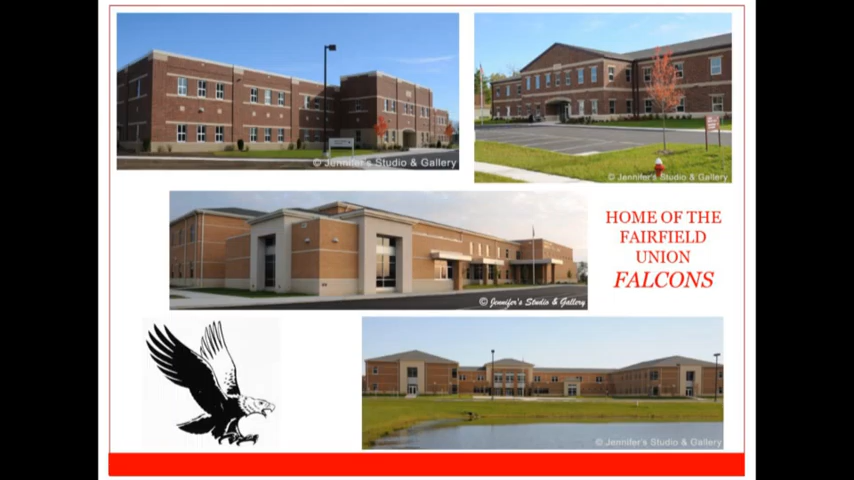 © Jennifer's Studio & Gallery
© Jennifer's Studio & Gallery
© Jennifer's Studio & Gallery
HOME OF THE
FAIRFIELD
UNION
FALCONS
© Jennifer's Studio & Gallery